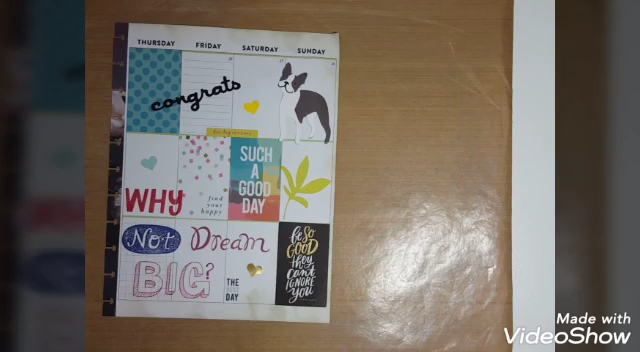 THURSDAY FRIDAY SATURDAY SUNDAY
congrats
SUCH
A
GOOD
DAY
WHY
find
your
happy
Not Dream
BIG?
THE
DAY
be SO
GOOD
they
can't
IGNORE
YOU
Made with
VideoShow